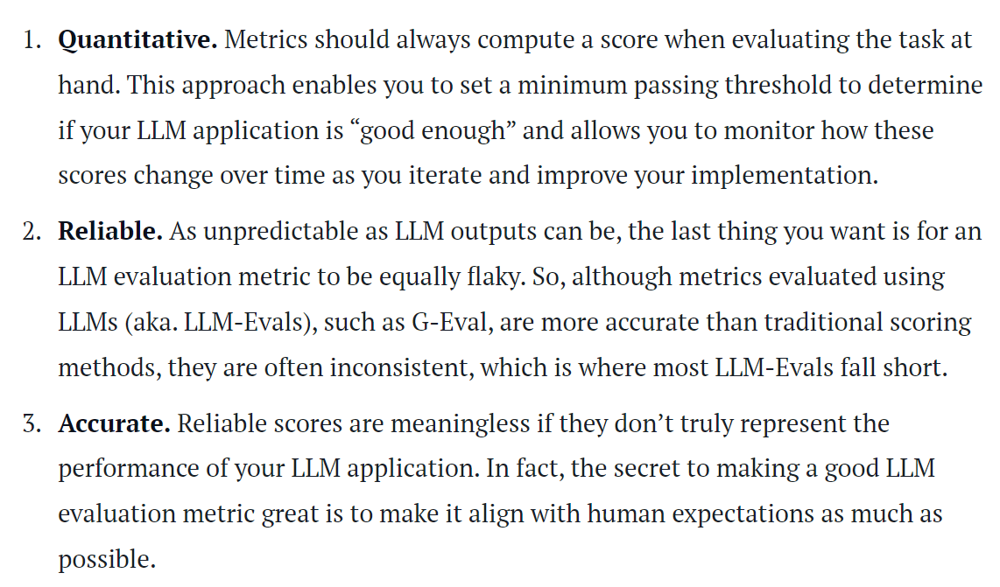 1. Quantitative. Metrics should always compute a score when evaluating the task at
hand. This approach enables you to set a minimum passing threshold to determine
if your LLM application is “good enough” and allows you to monitor how these
scores change over time as you iterate and improve your implementation.
2. Reliable. As unpredictable as LLM outputs can be, the last thing you want is for an
LLM evaluation metric to be equally flaky. So, although metrics evaluated using
LLMs (aka. LLM-Evals), such as G-Eval, are more accurate than traditional scoring
methods, they are often inconsistent, which is where most LLM-Evals fall short.
3. Accurate. Reliable scores are meaningless if they don’t truly represent the
performance of your LLM application. In fact, the secret to making a good LLM
evaluation metric great is to make it align with human expectations as much as
possible.